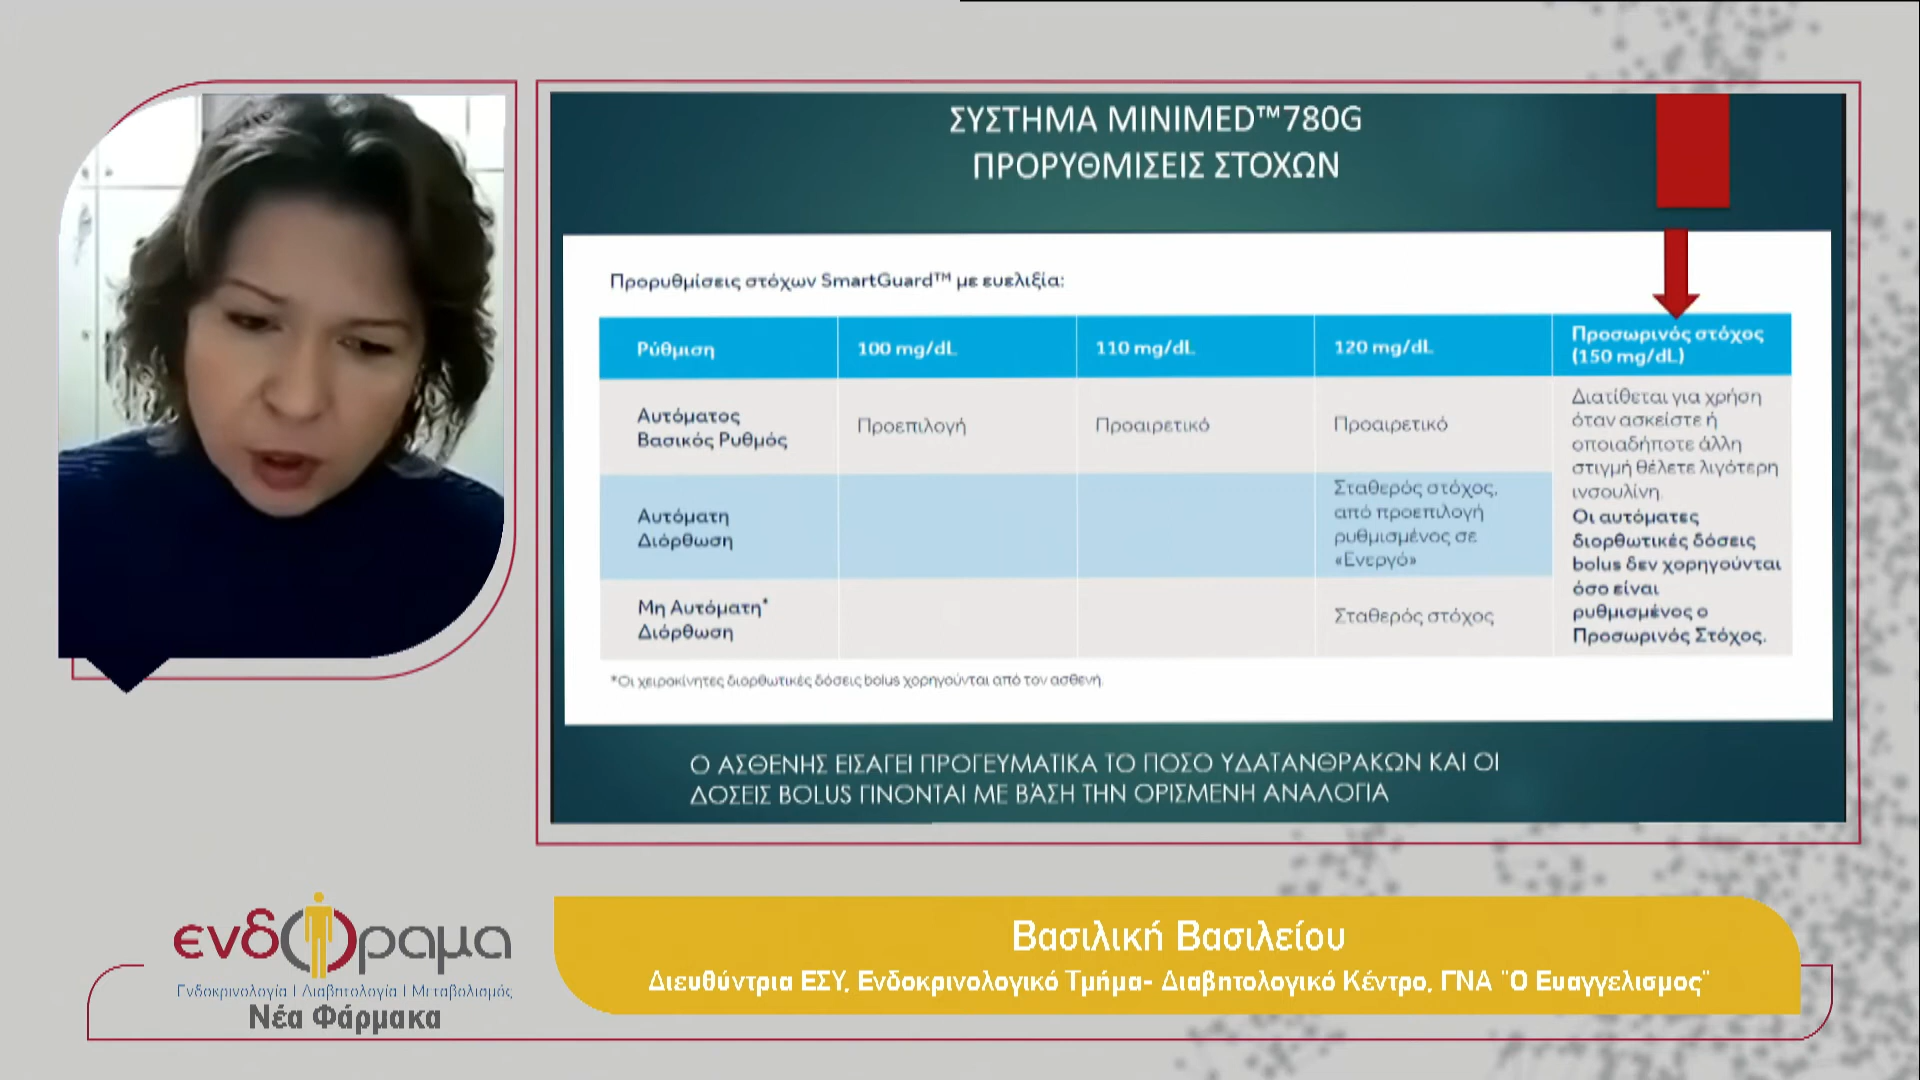 ΣΥΣΤΗΜΑ MINIMED™780G
ΠΡΟΡΥΘΜΙΣΕΙΣ ΣΤΟΧΩΝ
Προρυθμίσεις στόχων SmartGuard™ με ευελιξία:
Ρύθμιση
100 mg/dL
110 mg/dL
120 mg/dL
Προσωρινός στόχος
(150 mg/dL)
Αυτόματος
Βασικός Ρυθμός
Προεπιλογή
Προαιρετικό
Προαιρετικό
Διατίθεται για χρήση
όταν ασκείστε ή
οποιαδήποτε άλλη
στιγμή θέλετε λιγότερη
ινσουλίνη.
Οι αυτόματες
διορθωτικές δόσεις
bolus δεν χορηγούνται
όσο είναι
ρυθμισμένος ο
Προσωρινός Στόχος.
Αυτόματη
Διόρθωση
Σταθερός στόχος,
από προεπιλογή
ρυθμισμένος σε
«Ενεργό»
Μη Αυτόματη*
Διόρθωση
Σταθερός στόχος
*Οι χειροκίνητες διορθωτικές δόσεις bolus χορηγούνται από τον ασθενή.
Ο ΑΣΘΕΝΗΣ ΕΙΣΑΓΕΙ ΠΡΟΓΕΥΜΑΤΙΚΑ ΤΟ ΠΟΣΟ ΥΔΑΤΑΝΘΡΑΚΩΝ ΚΑΙ ΟΙ
ΔΟΣΕΙΣ BOLUS ΓΙΝΟΝΤΑΙ ΜΕ ΒΆΣΗ ΤΗΝ ΟΡΙΣΜΕΝΗ ΑΝΑΛΟΓΙΑ
ενδοραμα
Ενδοκρινολογία | Διαβητολογία | Μεταβολισμός
Νέα Φάρμακα
Βασιλική Βασιλείου
Διευθύντρια ΕΣΥ, Ενδοκρινολογικό Τμήμα- Διαβητολογικό Κέντρο, ΓΝΑ "Ο Ευαγγελισμος"